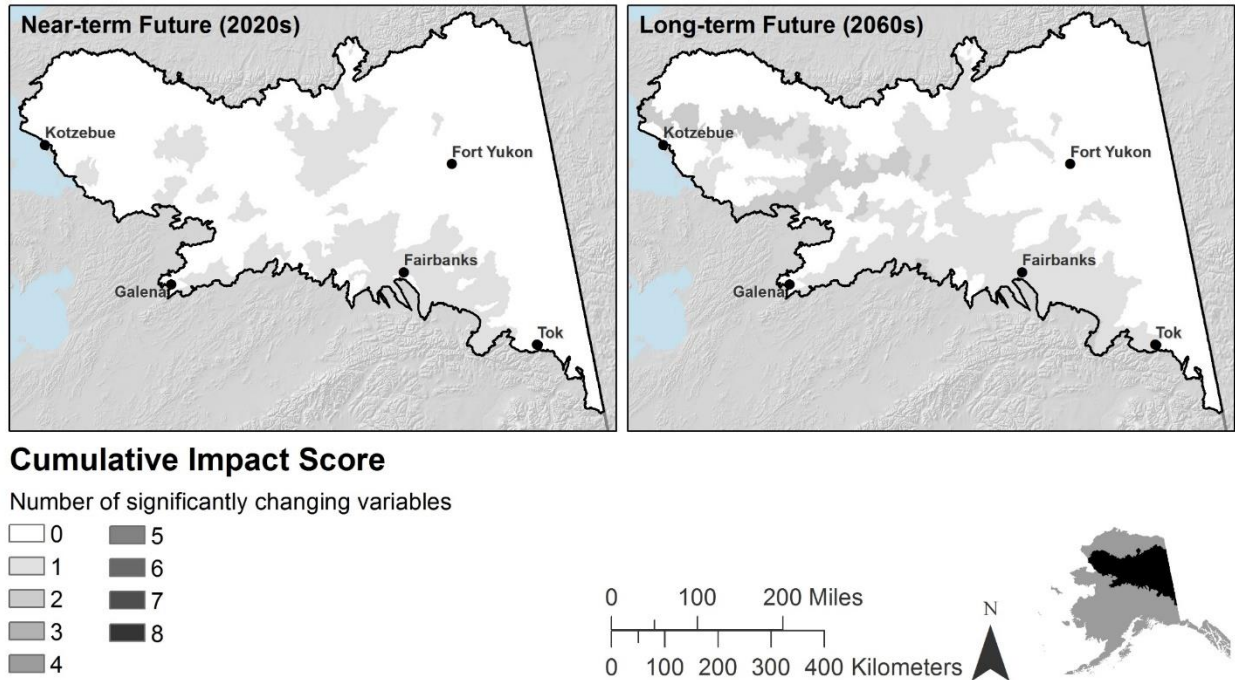 Near-term Future (2020s)
Kotzebue
Fort Yukon
Fairbanks
Galena
Tok
Long-term Future (2060s)
Kotzebue
Fort Yukon
Fairbanks
Galena
Tok
Cumulative Impact Score
Number of significantly changing variables
0
1
2
3
4
5
6
7
8
0 100 200 Miles
0 100 200 300 400 Kilometers
N